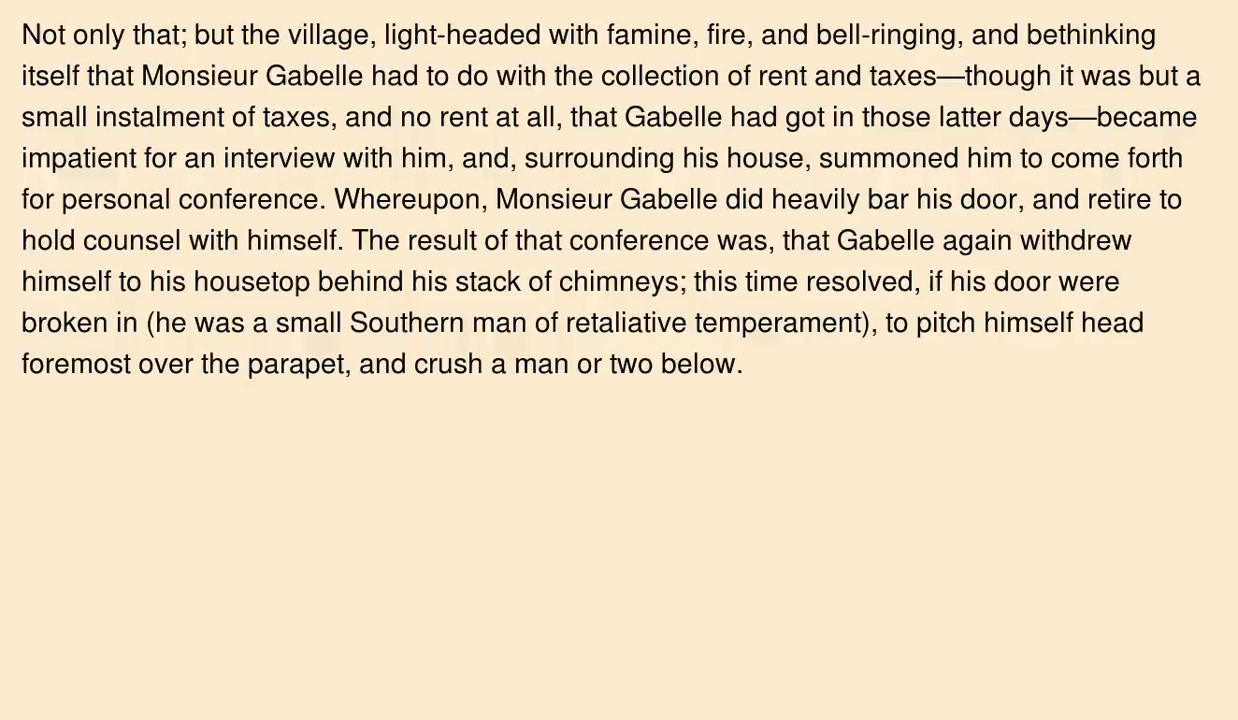 Not only that; but the village, light-headed with famine, fire, and bell-ringing, and bethinking
itself that Monsieur Gabelle had to do with the collection of rent and taxes—though it was but a
small instalment of taxes, and no rent at all, that Gabelle had got in those latter days—became
impatient for an interview with him, and, surrounding his house, summoned him to come forth
for personal conference. Whereupon, Monsieur Gabelle did heavily bar his door, and retire to
hold counsel with himself. The result of that conference was, that Gabelle again withdrew
himself to his housetop behind his stack of chimneys; this time resolved, if his door were
broken in (he was a small Southern man of retaliative temperament), to pitch himself head
foremost over the parapet, and crush a man or two below.